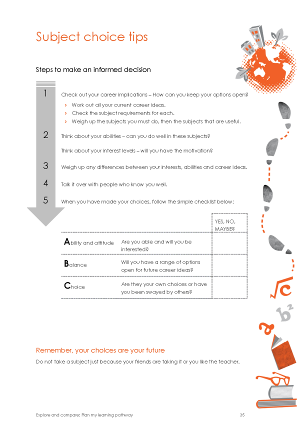 Subject choice tips
Steps to make an informed decision
1 Check out your career implications – How can you keep your options open?
› Work out all your current career ideas.
› Check the subject requirements for each.
› Weigh up the subjects you must do, then the subjects that are useful.
2 Think about your abilities – can you do well in these subjects?
Think about your interest levels – will you have the motivation?
3 Weigh up any differences between your interests, abilities and career ideas.
4 Talk it over with people who know you well.
5 When you have made your choices, follow the simple checklist below:
YES, NO,
MAYBE?
Ability and attitude Are you able and will you be
interested?
Balance Will you have a range of options
open for future career ideas?
Choice Are they your own choices or have
you been swayed by others?
Remember, your choices are your future
Do not take a subject just because your friends are taking it or you like the teacher.
Explore and compare: Plan my learning pathway 35